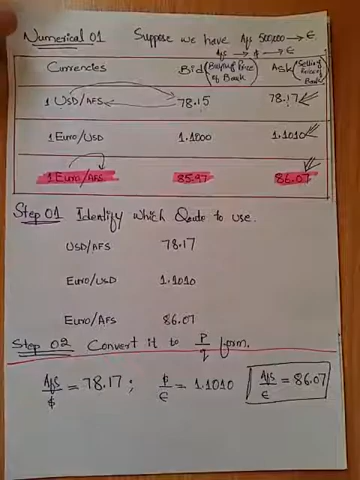 Numerical 01 Suppose we have Afs 500,000 → €
Afs → $ → €
Currencies Bid (Buying Price of Bank) Ask (Selling Price of Bank)
1 USD/AFS 78.15 78.17
1 Euro/USD 1.1000 1.1010
1 Euro/AFS 85.97 86.07
Step 01 Identify which Qoute to use.
USD/AFS 78.17
Euro/USD 1.1010
Euro/AFS 86.07
Step 02 Convert it to P/q form.
Afs/$ = 78.17 ; $/€ = 1.1010 Afs/€ = 86.07